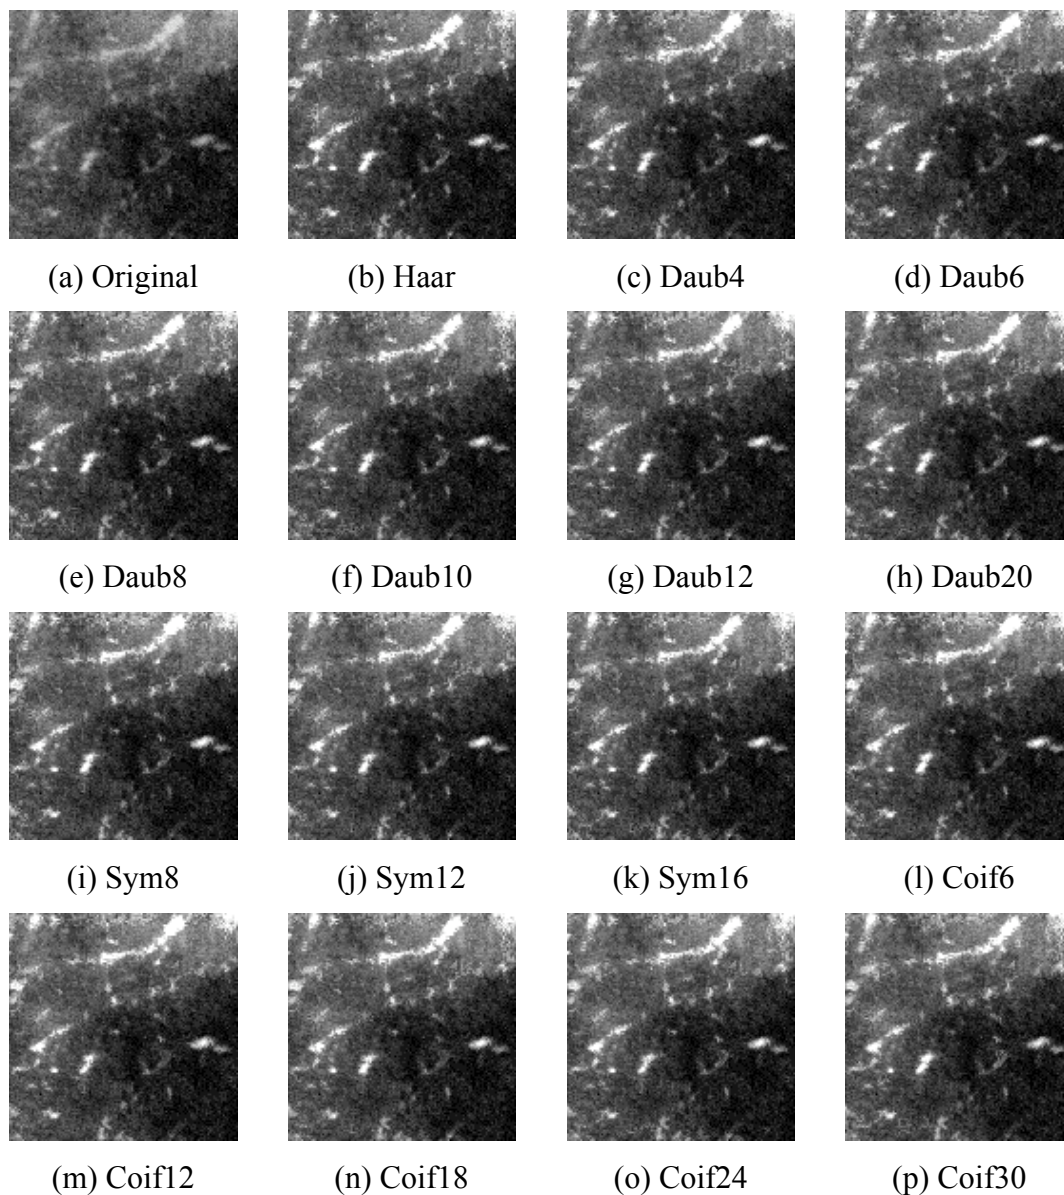 (a) Original (b) Haar (c) Daub4 (d) Daub6
(e) Daub8 (f) Daub10 (g) Daub12 (h) Daub20
(i) Sym8 (j) Sym12 (k) Sym16 (l) Coif6
(m) Coif12 (n) Coif18 (o) Coif24 (p) Coif30